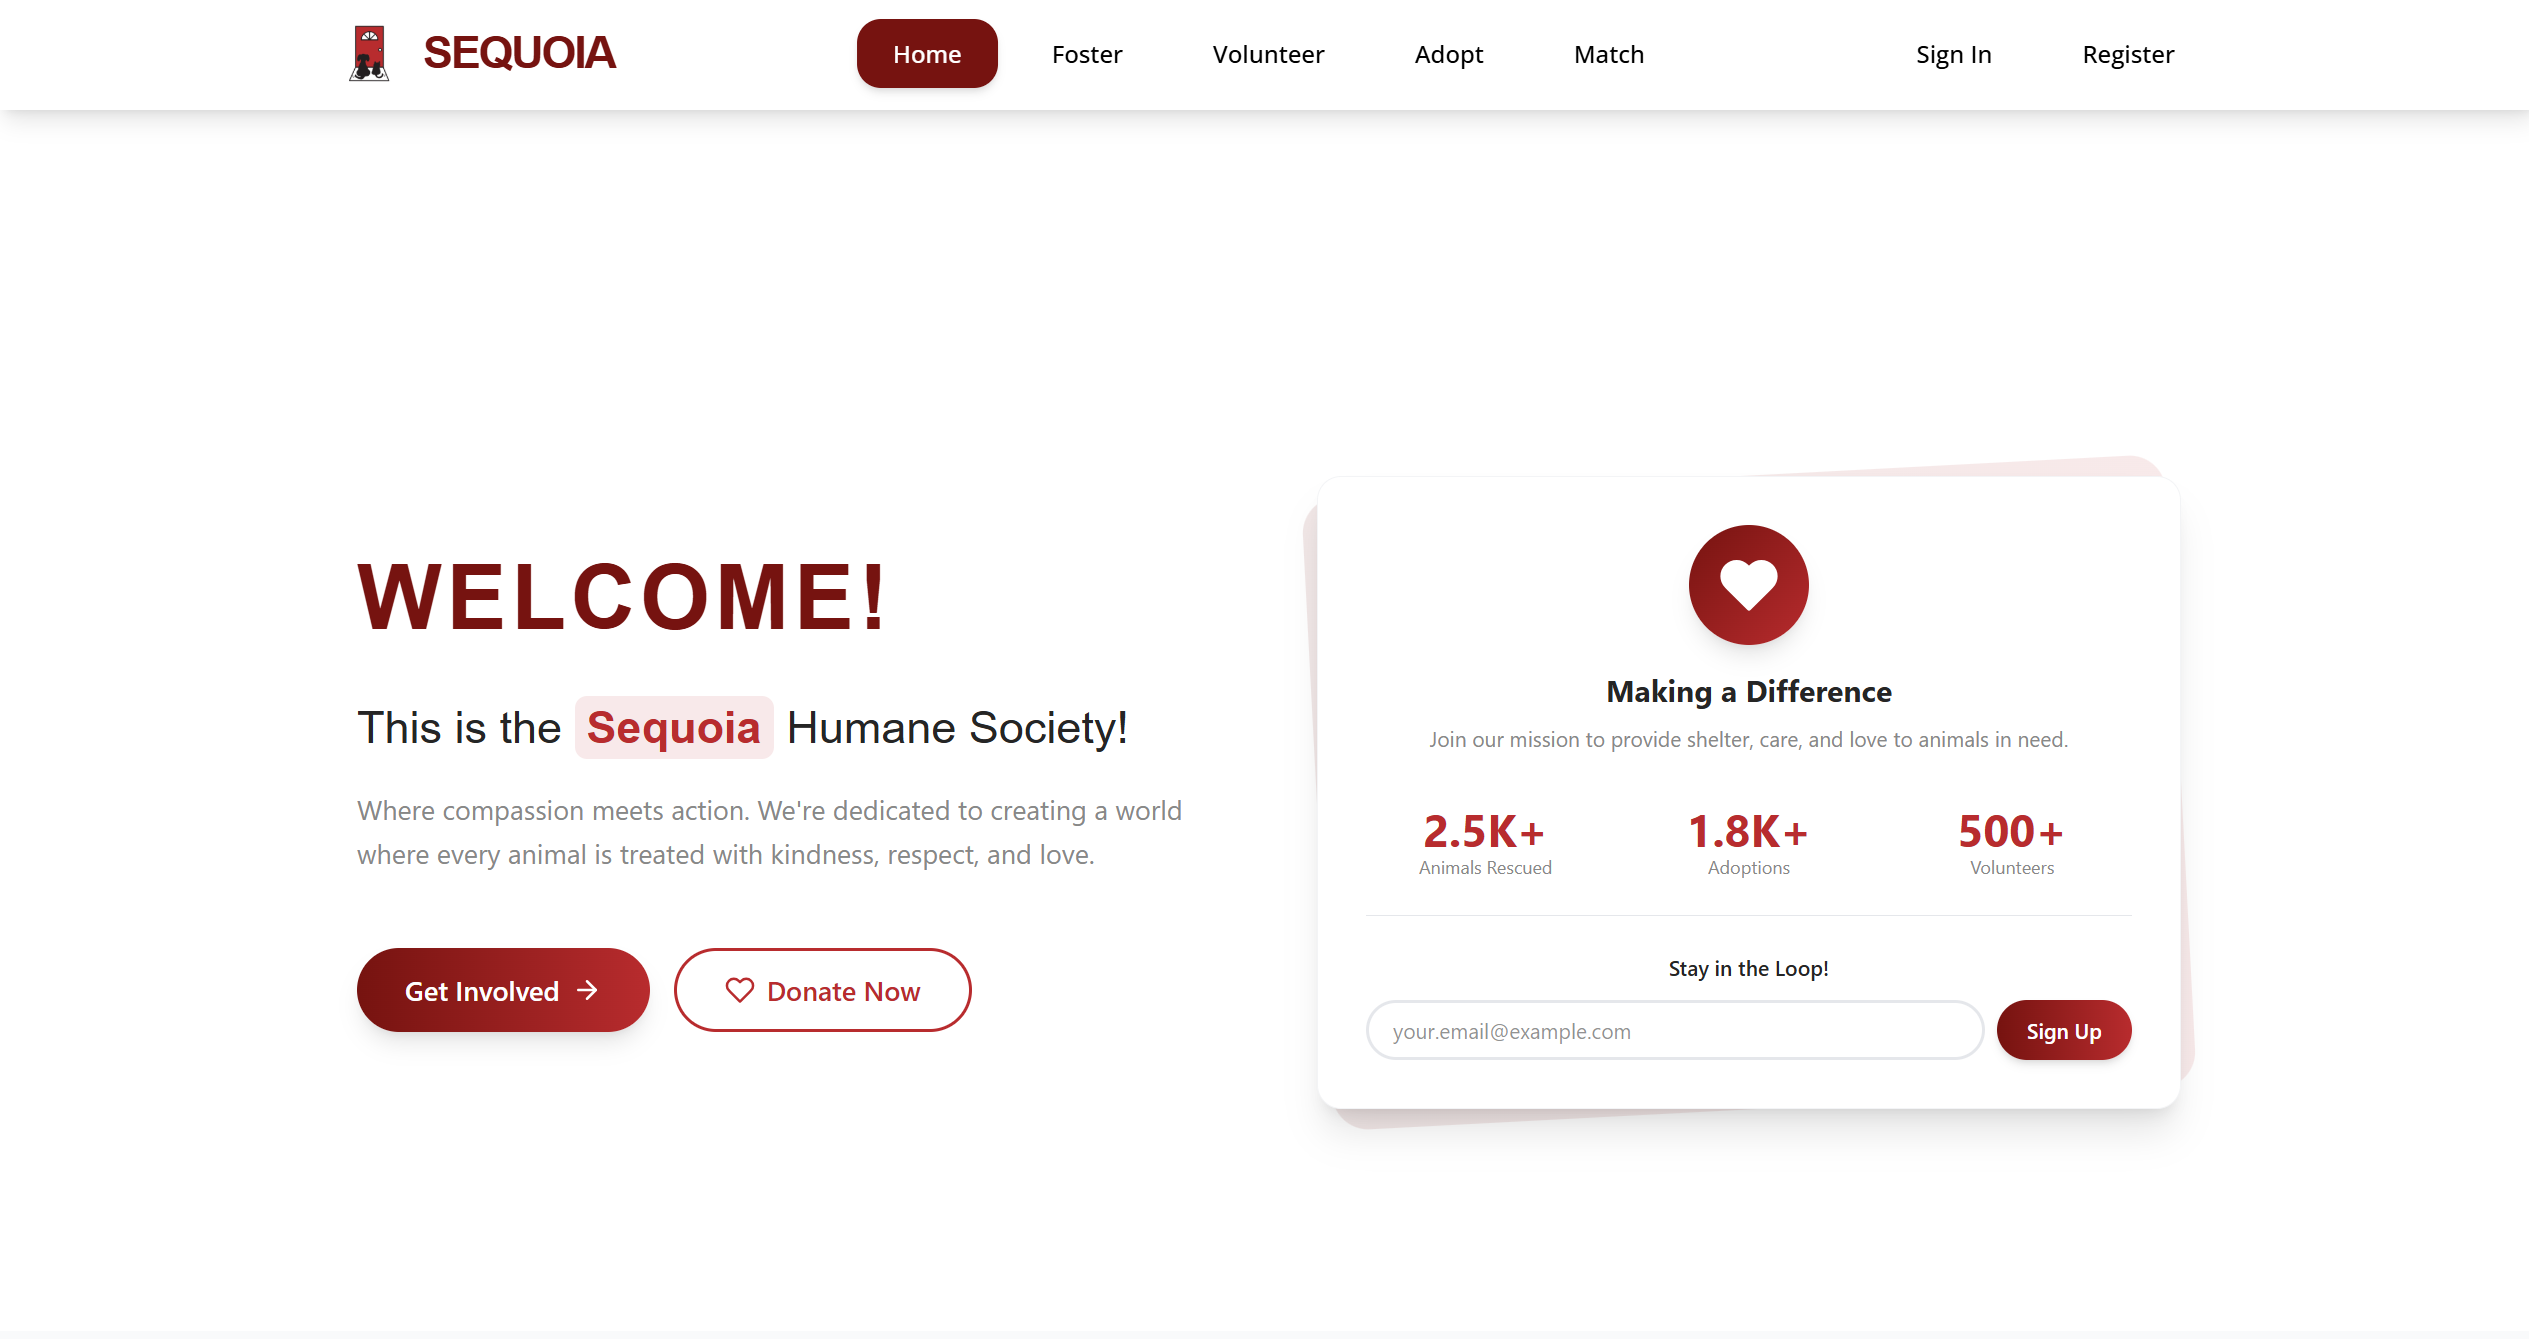 SEQUOIA
Home
Foster
Volunteer
Adopt
Match
Sign In
Register
WELCOME!
This is the Sequoia Humane Society!
Where compassion meets action. We're dedicated to creating a world
where every animal is treated with kindness, respect, and love.
Get Involved
Donate Now
Making a Difference
Join our mission to provide shelter, care, and love to animals in need.
2.5K+
Animals Rescued
1.8K+
Adoptions
500+
Volunteers
Stay in the Loop!
your.email@example.com
Sign Up